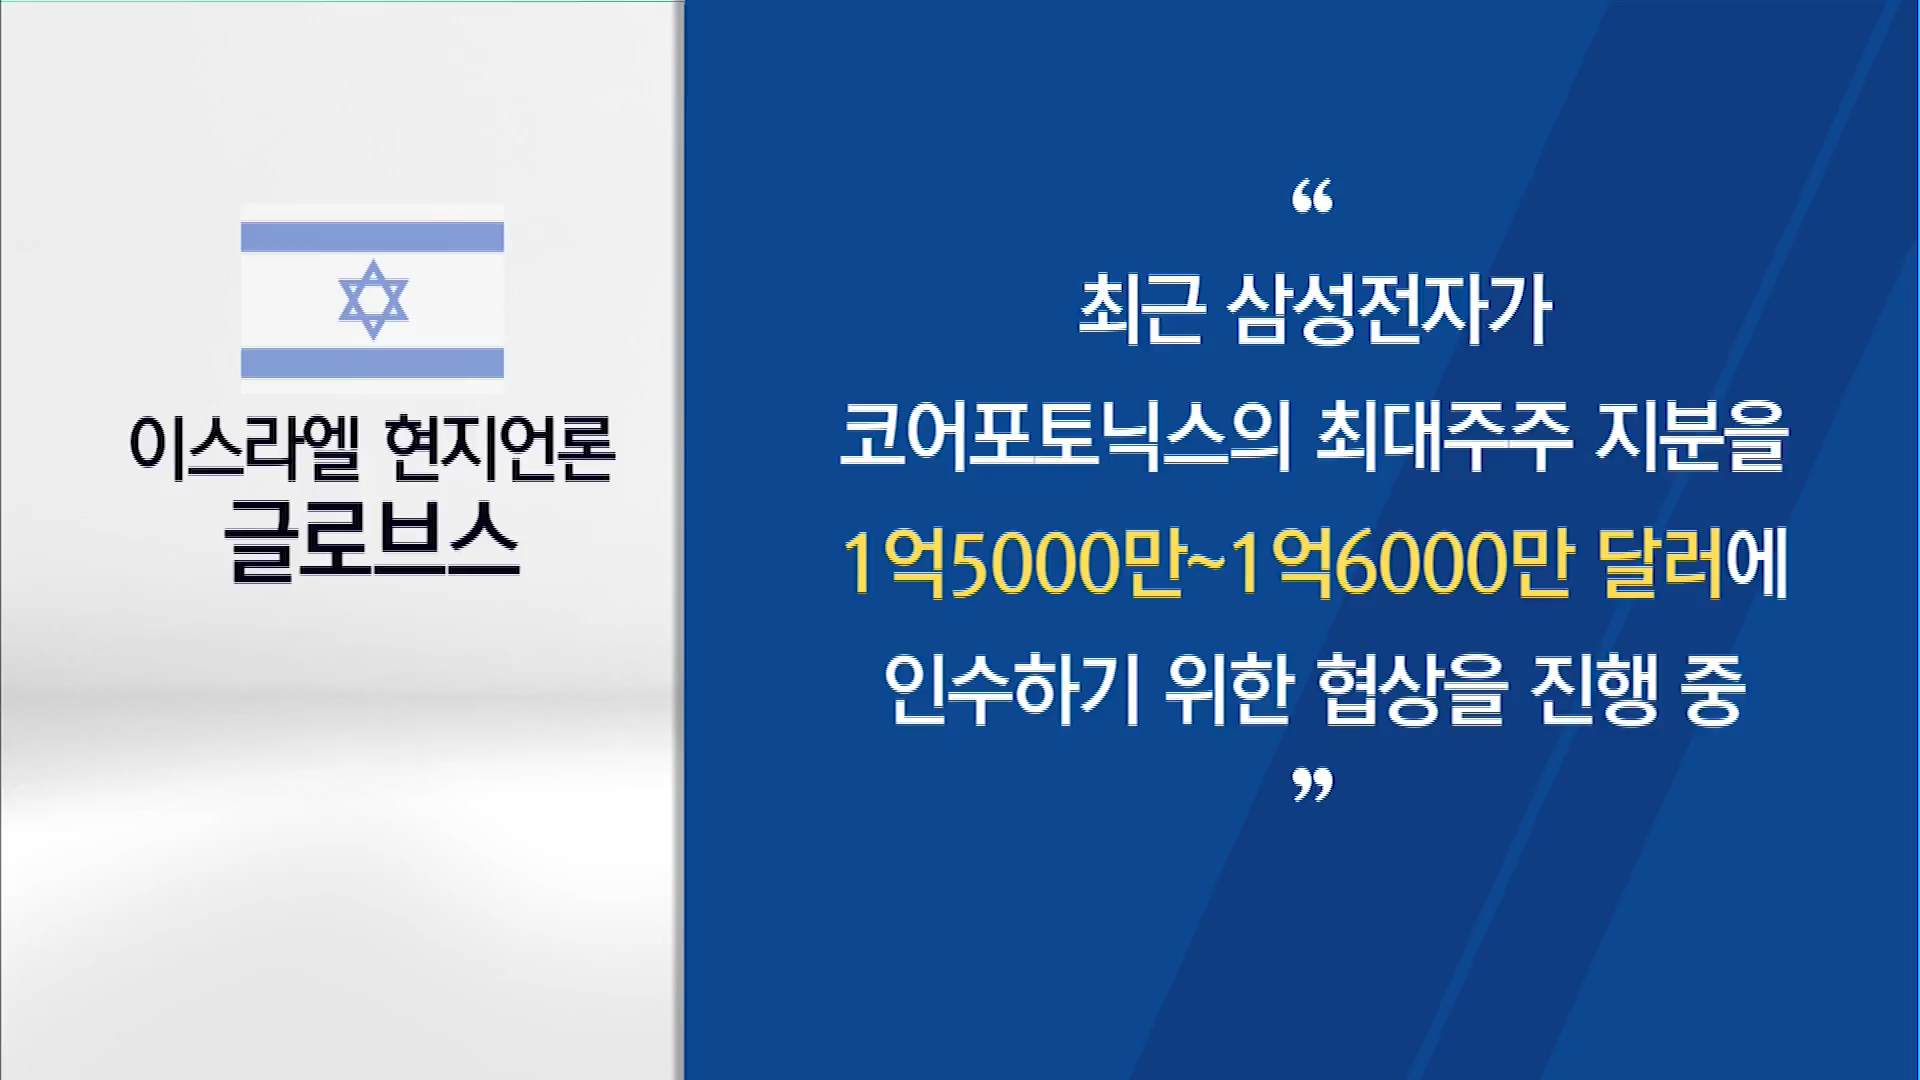 이스라엘 현지언론
글로브스
“
최근 삼성전자가
코어포토닉스의 최대주주 지분을
1억5000만~1억6000만 달러에
인수하기 위한 협상을 진행 중
”